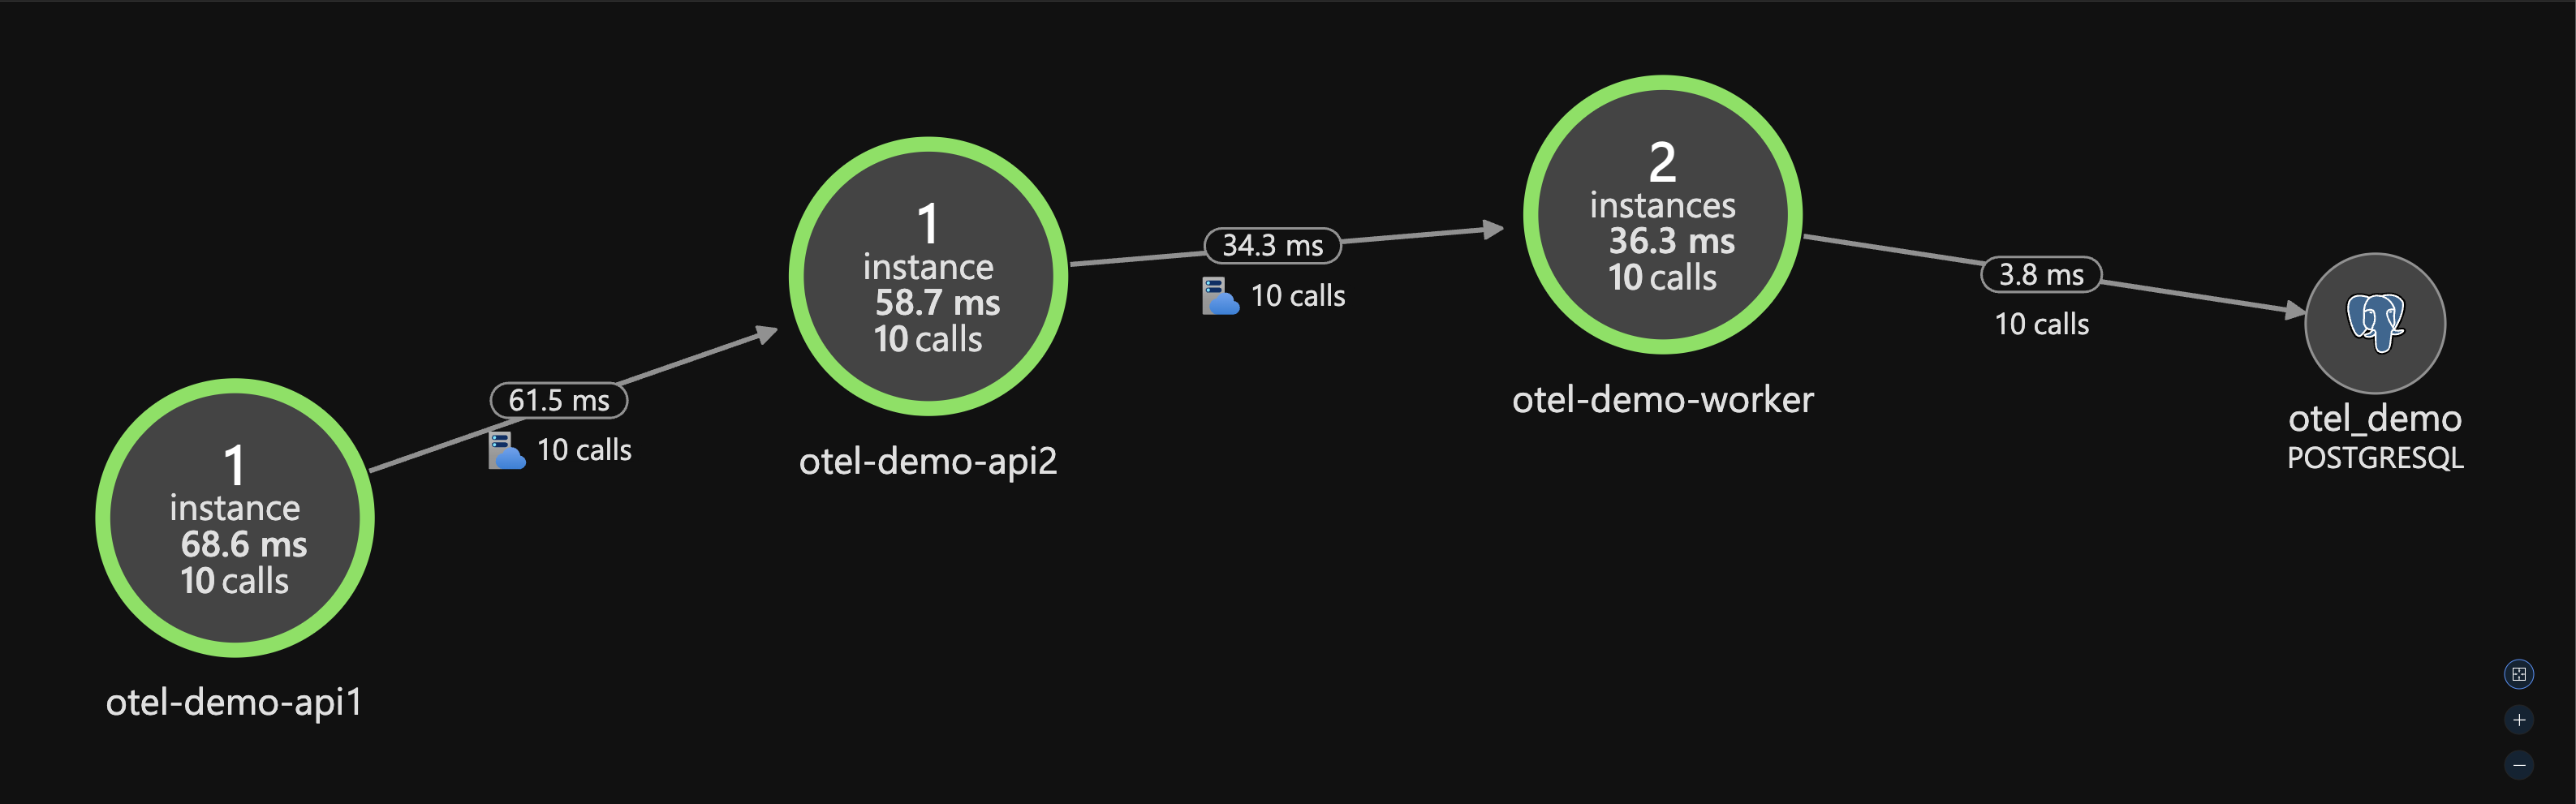 1
instance
68.6 ms
10 calls
otel-demo-api1
61.5 ms
10 calls
1
instance
58.7 ms
10 calls
otel-demo-api2
34.3 ms
10 calls
2
instances
36.3 ms
10 calls
otel-demo-worker
3.8 ms
10 calls
otel_demo
POSTGRESQL